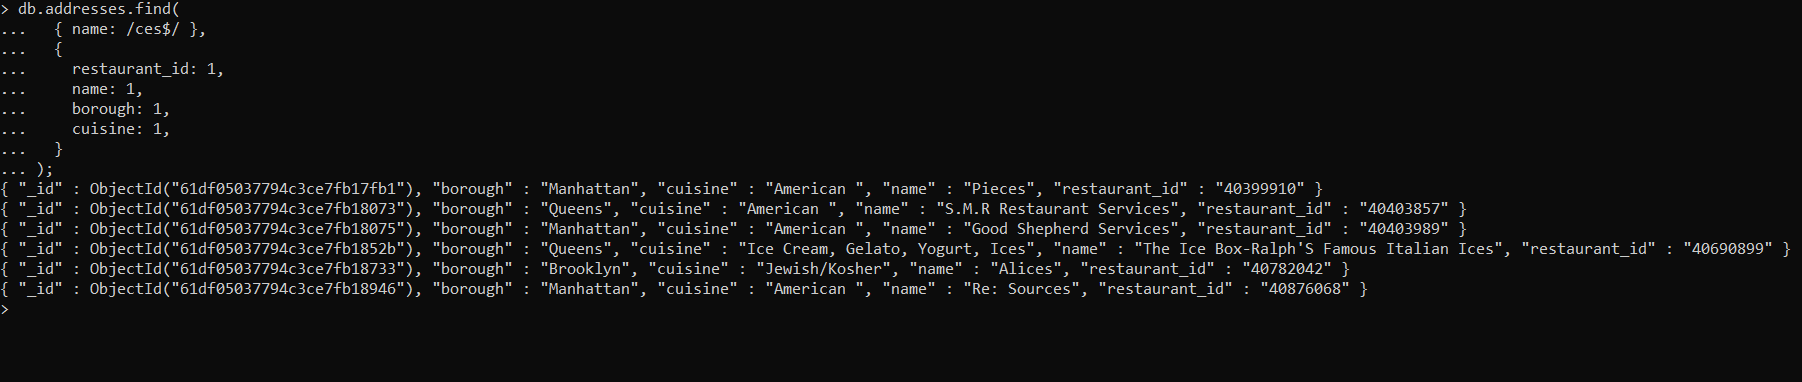 > db.addresses.find(
...   { name: /ces$/ },
...   {
...     restaurant_id: 1,
...     name: 1,
...     borough: 1,
...     cuisine: 1,
...   }
... );
{ "_id" : ObjectId("61df05037794c3ce7fb17fb1"), "borough" : "Manhattan", "cuisine" : "American ", "name" : "Pieces", "restaurant_id" : "40399910" }
{ "_id" : ObjectId("61df05037794c3ce7fb18073"), "borough" : "Queens", "cuisine" : "American ", "name" : "S.M.R Restaurant Services", "restaurant_id" : "40403857" }
{ "_id" : ObjectId("61df05037794c3ce7fb18075"), "borough" : "Manhattan", "cuisine" : "American ", "name" : "Good Shepherd Services", "restaurant_id" : "40403989" }
{ "_id" : ObjectId("61df05037794c3ce7fb1852b"), "borough" : "Queens", "cuisine" : "Ice Cream, Gelato, Yogurt, Ices", "name" : "The Ice Box-Ralph'S Famous Italian Ices", "restaurant_id" : "40690899" }
{ "_id" : ObjectId("61df05037794c3ce7fb18733"), "borough" : "Brooklyn", "cuisine" : "Jewish/Kosher", "name" : "Alices", "restaurant_id" : "40782042" }
{ "_id" : ObjectId("61df05037794c3ce7fb18946"), "borough" : "Manhattan", "cuisine" : "American ", "name" : "Re: Sources", "restaurant_id" : "40876068" }
>